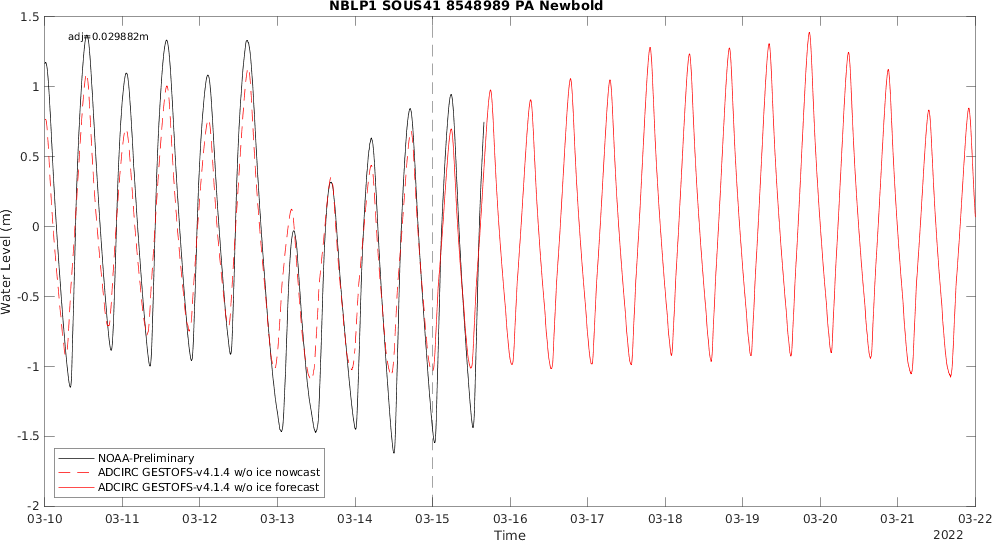 NBLP1 SOUS41 8548989 PA Newbold
adj=0.029882m
1.5
1
0.5
0
-0.5
-1
-1.5
-2
Water Level (m)
NOAA-Preliminary
ADCIRC GESTOFS-v4.1.4 w/o ice nowcast
ADCIRC GESTOFS-v4.1.4 w/o ice forecast
03-10 03-11 03-12 03-13 03-14 03-15 03-16 03-17 03-18 03-19 03-20 03-21 03-22
Time
2022